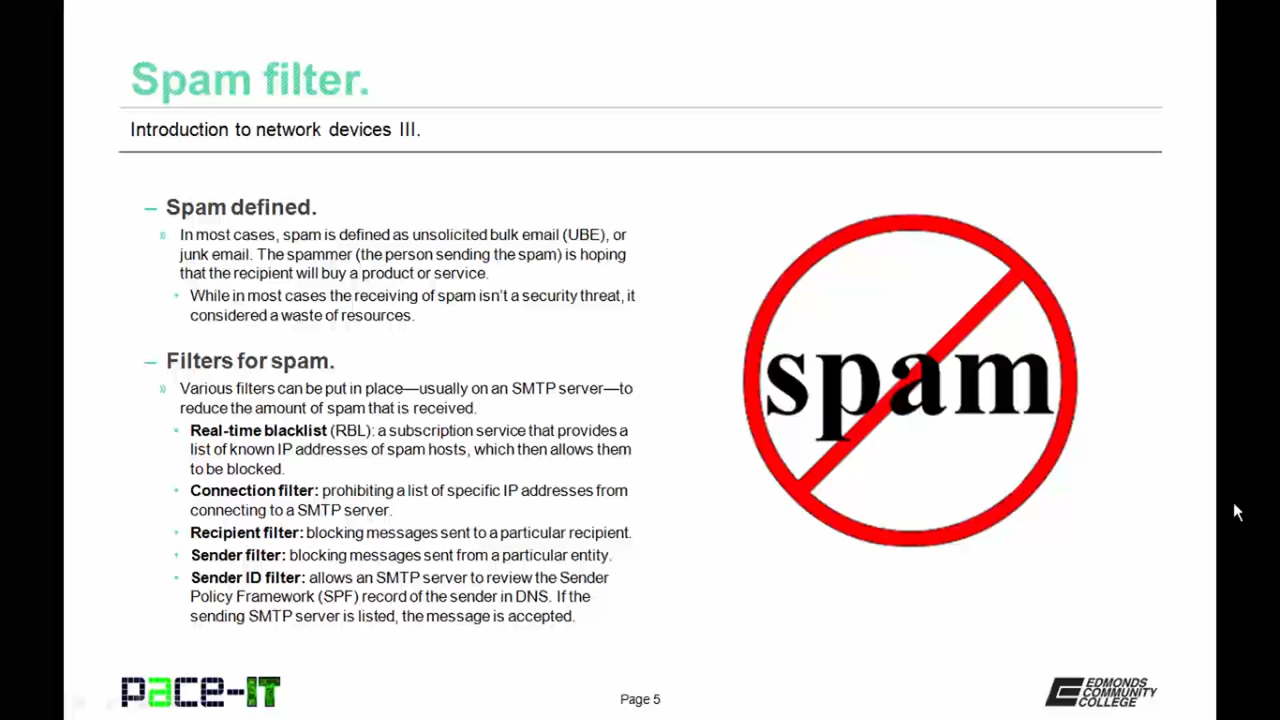 Spam filter.
Introduction to network devices III.
– Spam defined.
» In most cases, spam is defined as unsolicited bulk email (UBE), or
junk email. The spammer (the person sending the spam) is hoping
that the recipient will buy a product or service.
• While in most cases the receiving of spam isn't a security threat, it
considered a waste of resources.
– Filters for spam.
» Various filters can be put in place—usually on an SMTP server—to
reduce the amount of spam that is received.
• Real-time blacklist (RBL): a subscription service that provides a
list of known IP addresses of spam hosts, which then allows them
to be blocked.
• Connection filter: prohibiting a list of specific IP addresses from
connecting to a SMTP server.
• Recipient filter: blocking messages sent to a particular recipient.
• Sender filter: blocking messages sent from a particular entity.
• Sender ID filter: allows an SMTP server to review the Sender
Policy Framework (SPF) record of the sender in DNS. If the
sending SMTP server is listed, the message is accepted.
spam
pace-IT
Page 5
EDMONDS
COMMUNITY
COLLEGE